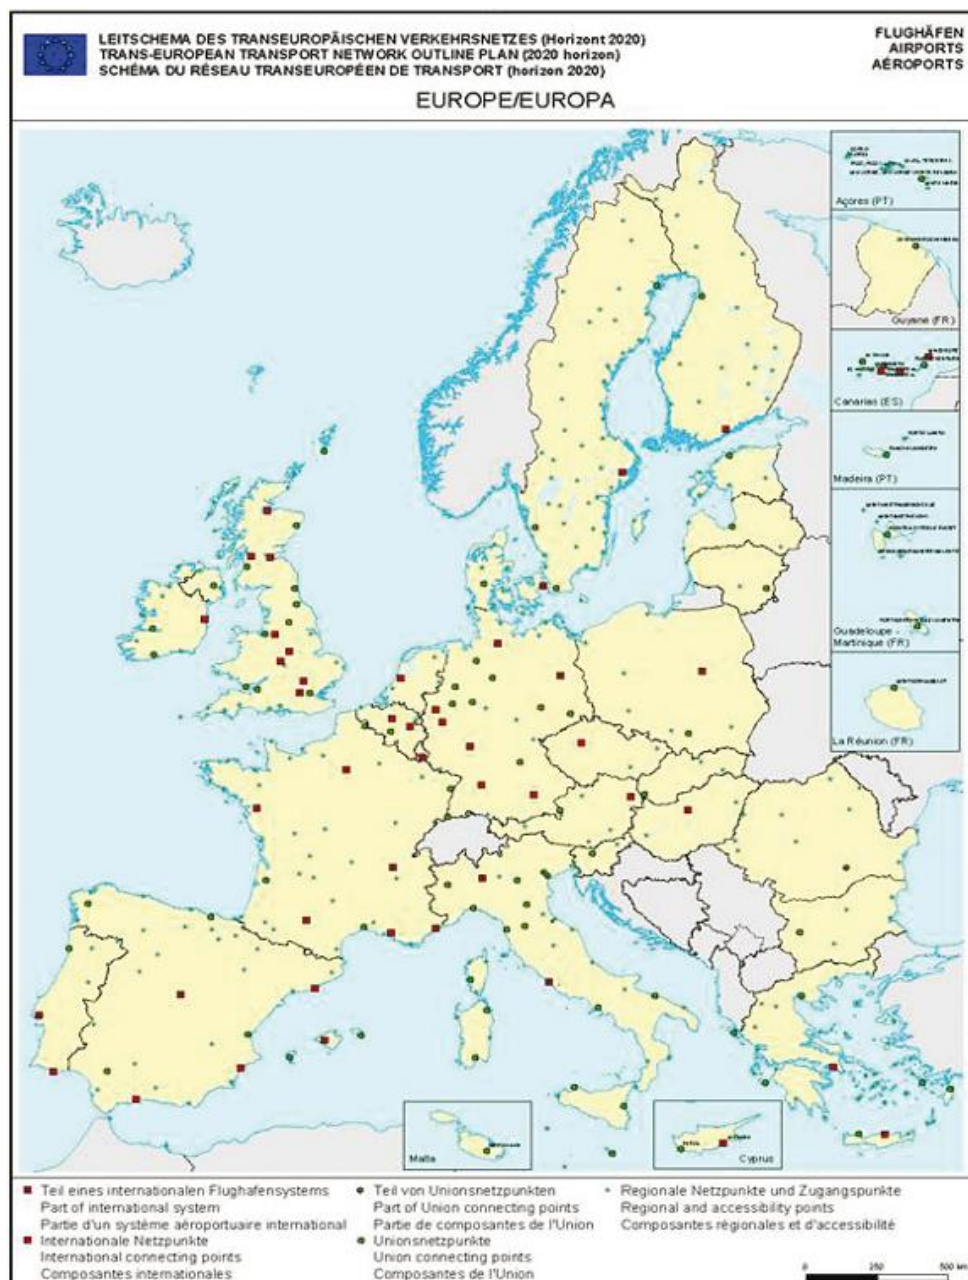 LEITSCHEMA DES TRANSEUROPÄISCHEN VERKEHRSNETZES (Horizont 2020)
TRANS-EUROPEAN TRANSPORT NETWORK OUTLINE PLAN (2020 horizon)
SCHÉMA DU RÉSEAU TRANSEUROPÉEN DE TRANSPORT (horizon 2020)
FLUGHÄFEN
AIRPORTS
AÉROPORTS
EUROPE/EUROPA
Açores (PT)
Guyane (FR)
Canarias (ES)
Madeira (PT)
Guadeloupe -
Martinique (FR)
La Réunion (FR)
Malta
Cyprus
Teil eines internationalen Flughafensystems
Part of international system
Partie d'un système aéroportuaire international
Internationale Netzpunkte
International connecting points
Composantes internationales
Teil von Unionsnetzpunkten
Part of Union connecting points
Partie de composantes de l'Union
Unionsnetzpunkte
Union connecting points
Composantes de l'Union
Regionale Netzpunkte und Zugangspunkte
Regional and accessibility points
Composantes régionales et d'accessibilité
0 250 500 km